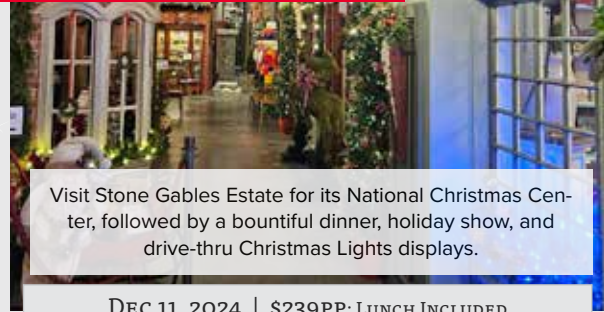 Visit Stone Gables Estate for its National Christmas Cen-
ter, followed by a bountiful dinner, holiday show, and
drive-thru Christmas Lights displays.
Dec 11, 2024 | $239pp: Lunch Included